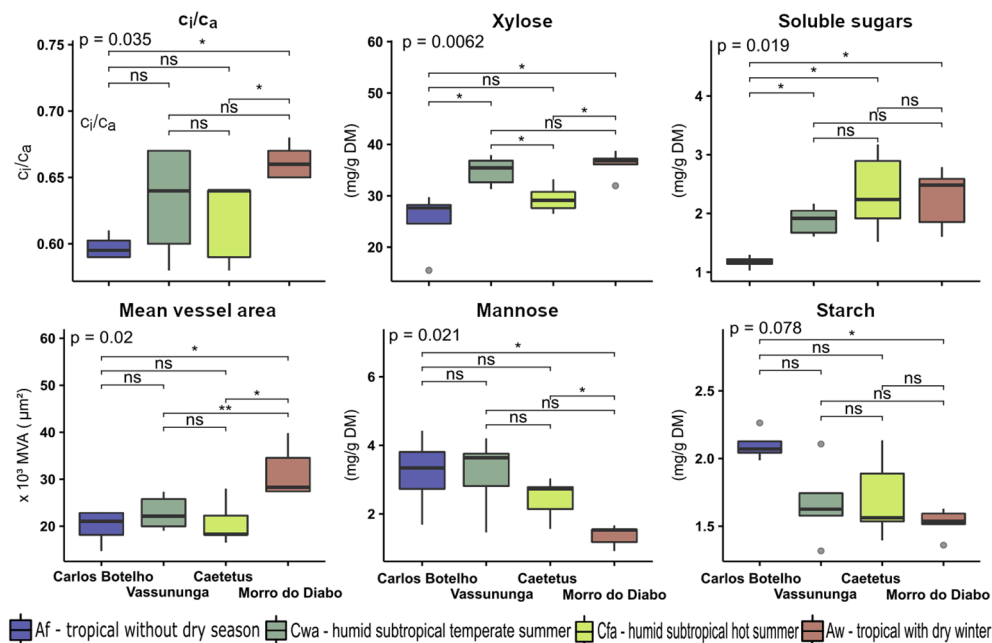 cᵢ/cₐ
p = 0.035
*
ns
ns
*
ns
ns
cᵢ/cₐ
cᵢ/cₐ
0.75
0.70
0.65
0.60
Xylose
p = 0.0062
*
ns
*
*
ns
*
(mg/g DM)
60
50
40
30
20
Soluble sugars
p = 0.019
*
*
*
ns
ns
ns
(mg/g DM)
4
3
2
1
Mean vessel area
p = 0.02
*
ns
ns
*
**
ns
x 10³ MVA ( µm²)
60
50
40
30
20
Carlos Botelho
Vassununga
Caetetus
Morro do Diabo
Mannose
p = 0.021
*
ns
ns
*
ns
ns
(mg/g DM)
6
4
2
Carlos Botelho
Vassununga
Caetetus
Morro do Diabo
Starch
p = 0.078
*
ns
ns
ns
ns
ns
(mg/g DM)
2.5
2.0
1.5
Carlos Botelho
Vassununga
Caetetus
Morro do Diabo
Af - tropical without dry season
Cwa - humid subtropical temperate summer
Cfa - humid subtropical hot summer
Aw - tropical with dry winter